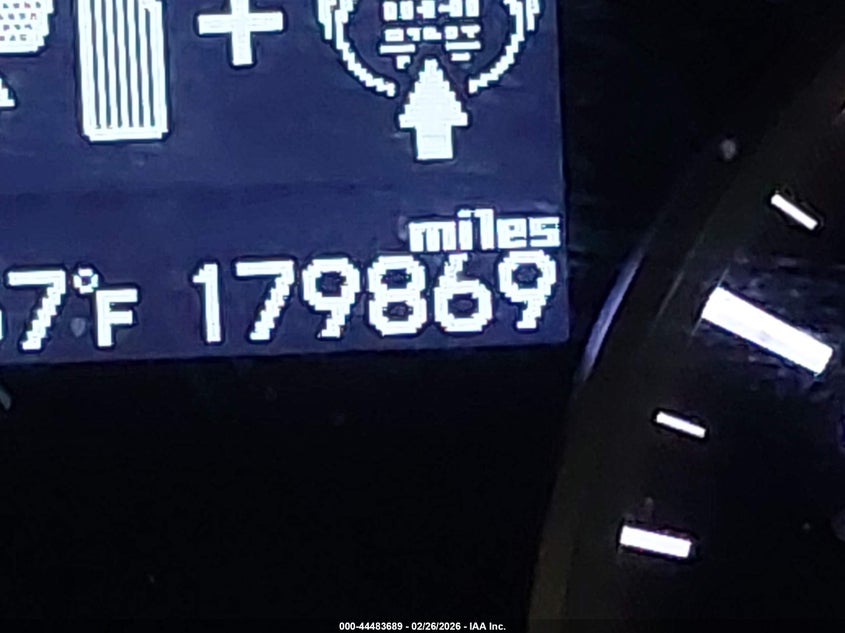 miles
7°F 179869
000-44483689 - 02/26/2026 - IAA Inc.